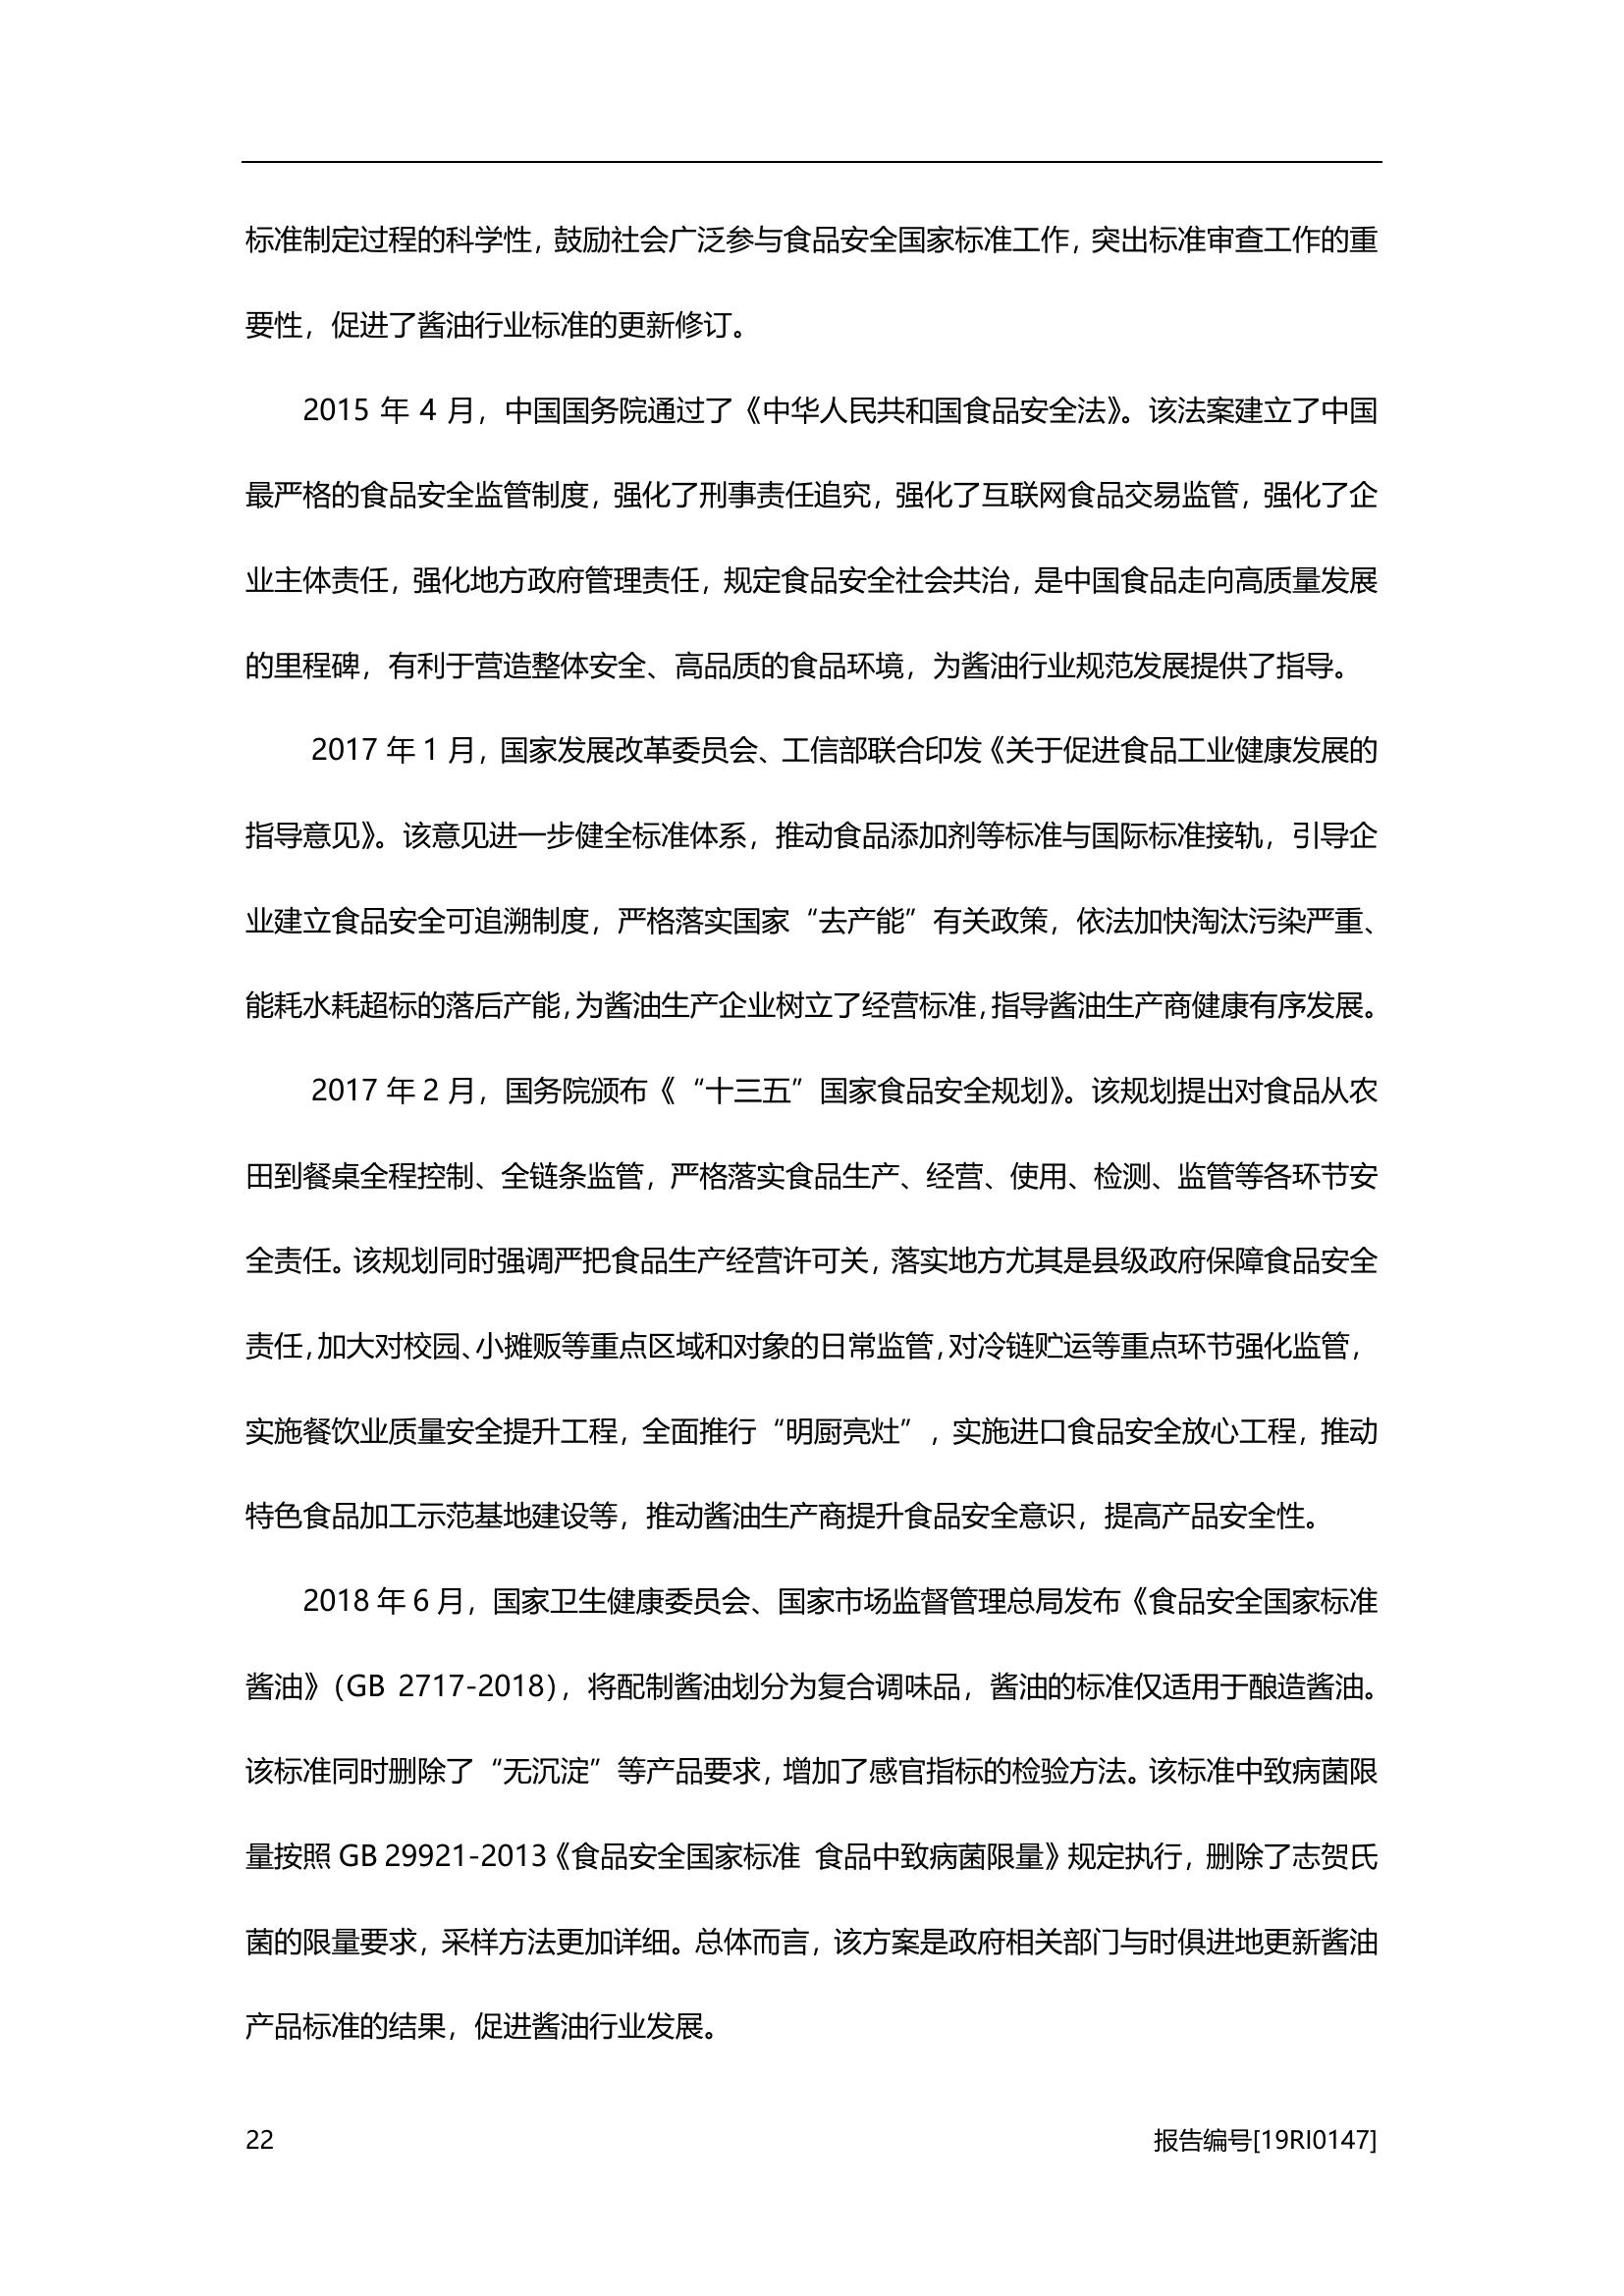 标准制定过程的科学性，鼓励社会广泛参与食品安全国家标准工作，突出标准审查工作的重
要性，促进了酱油行业标准的更新修订。
2015 年 4 月，中国国务院通过了《中华人民共和国食品安全法》。该法案建立了中国
最严格的食品安全监管制度，强化了刑事责任追究，强化了互联网食品交易监管，强化了企
业主体责任，强化地方政府管理责任，规定食品安全社会共治，是中国食品走向高质量发展
的里程碑，有利于营造整体安全、高品质的食品环境，为酱油行业规范发展提供了指导。
2017 年 1 月，国家发展改革委员会、工信部联合印发《关于促进食品工业健康发展的
指导意见》。该意见进一步健全标准体系，推动食品添加剂等标准与国际标准接轨，引导企
业建立食品安全可追溯制度，严格落实国家“去产能”有关政策，依法加快淘汰污染严重、
能耗水耗超标的落后产能，为酱油生产企业树立了经营标准，指导酱油生产商健康有序发展。
2017 年 2 月，国务院颁布《“十三五”国家食品安全规划》。该规划提出对食品从农
田到餐桌全程控制、全链条监管，严格落实食品生产、经营、使用、检测、监管等各环节安
全责任。该规划同时强调严把食品生产经营许可关，落实地方尤其是县级政府保障食品安全
责任，加大对校园、小摊贩等重点区域和对象的日常监管，对冷链贮运等重点环节强化监管，
实施餐饮业质量安全提升工程，全面推行“明厨亮灶”，实施进口食品安全放心工程，推动
特色食品加工示范基地建设等，推动酱油生产商提升食品安全意识，提高产品安全性。
2018 年 6 月，国家卫生健康委员会、国家市场监督管理总局发布《食品安全国家标准
酱油》（GB 2717-2018），将配制酱油划分为复合调味品，酱油的标准仅适用于酿造酱油。
该标准同时删除了“无沉淀”等产品要求，增加了感官指标的检验方法。该标准中致病菌限
量按照 GB 29921-2013《食品安全国家标准 食品中致病菌限量》规定执行，删除了志贺氏
菌的限量要求，采样方法更加详细。总体而言，该方案是政府相关部门与时俱进地更新酱油
产品标准的结果，促进酱油行业发展。
22 报告编号[19RI0147]